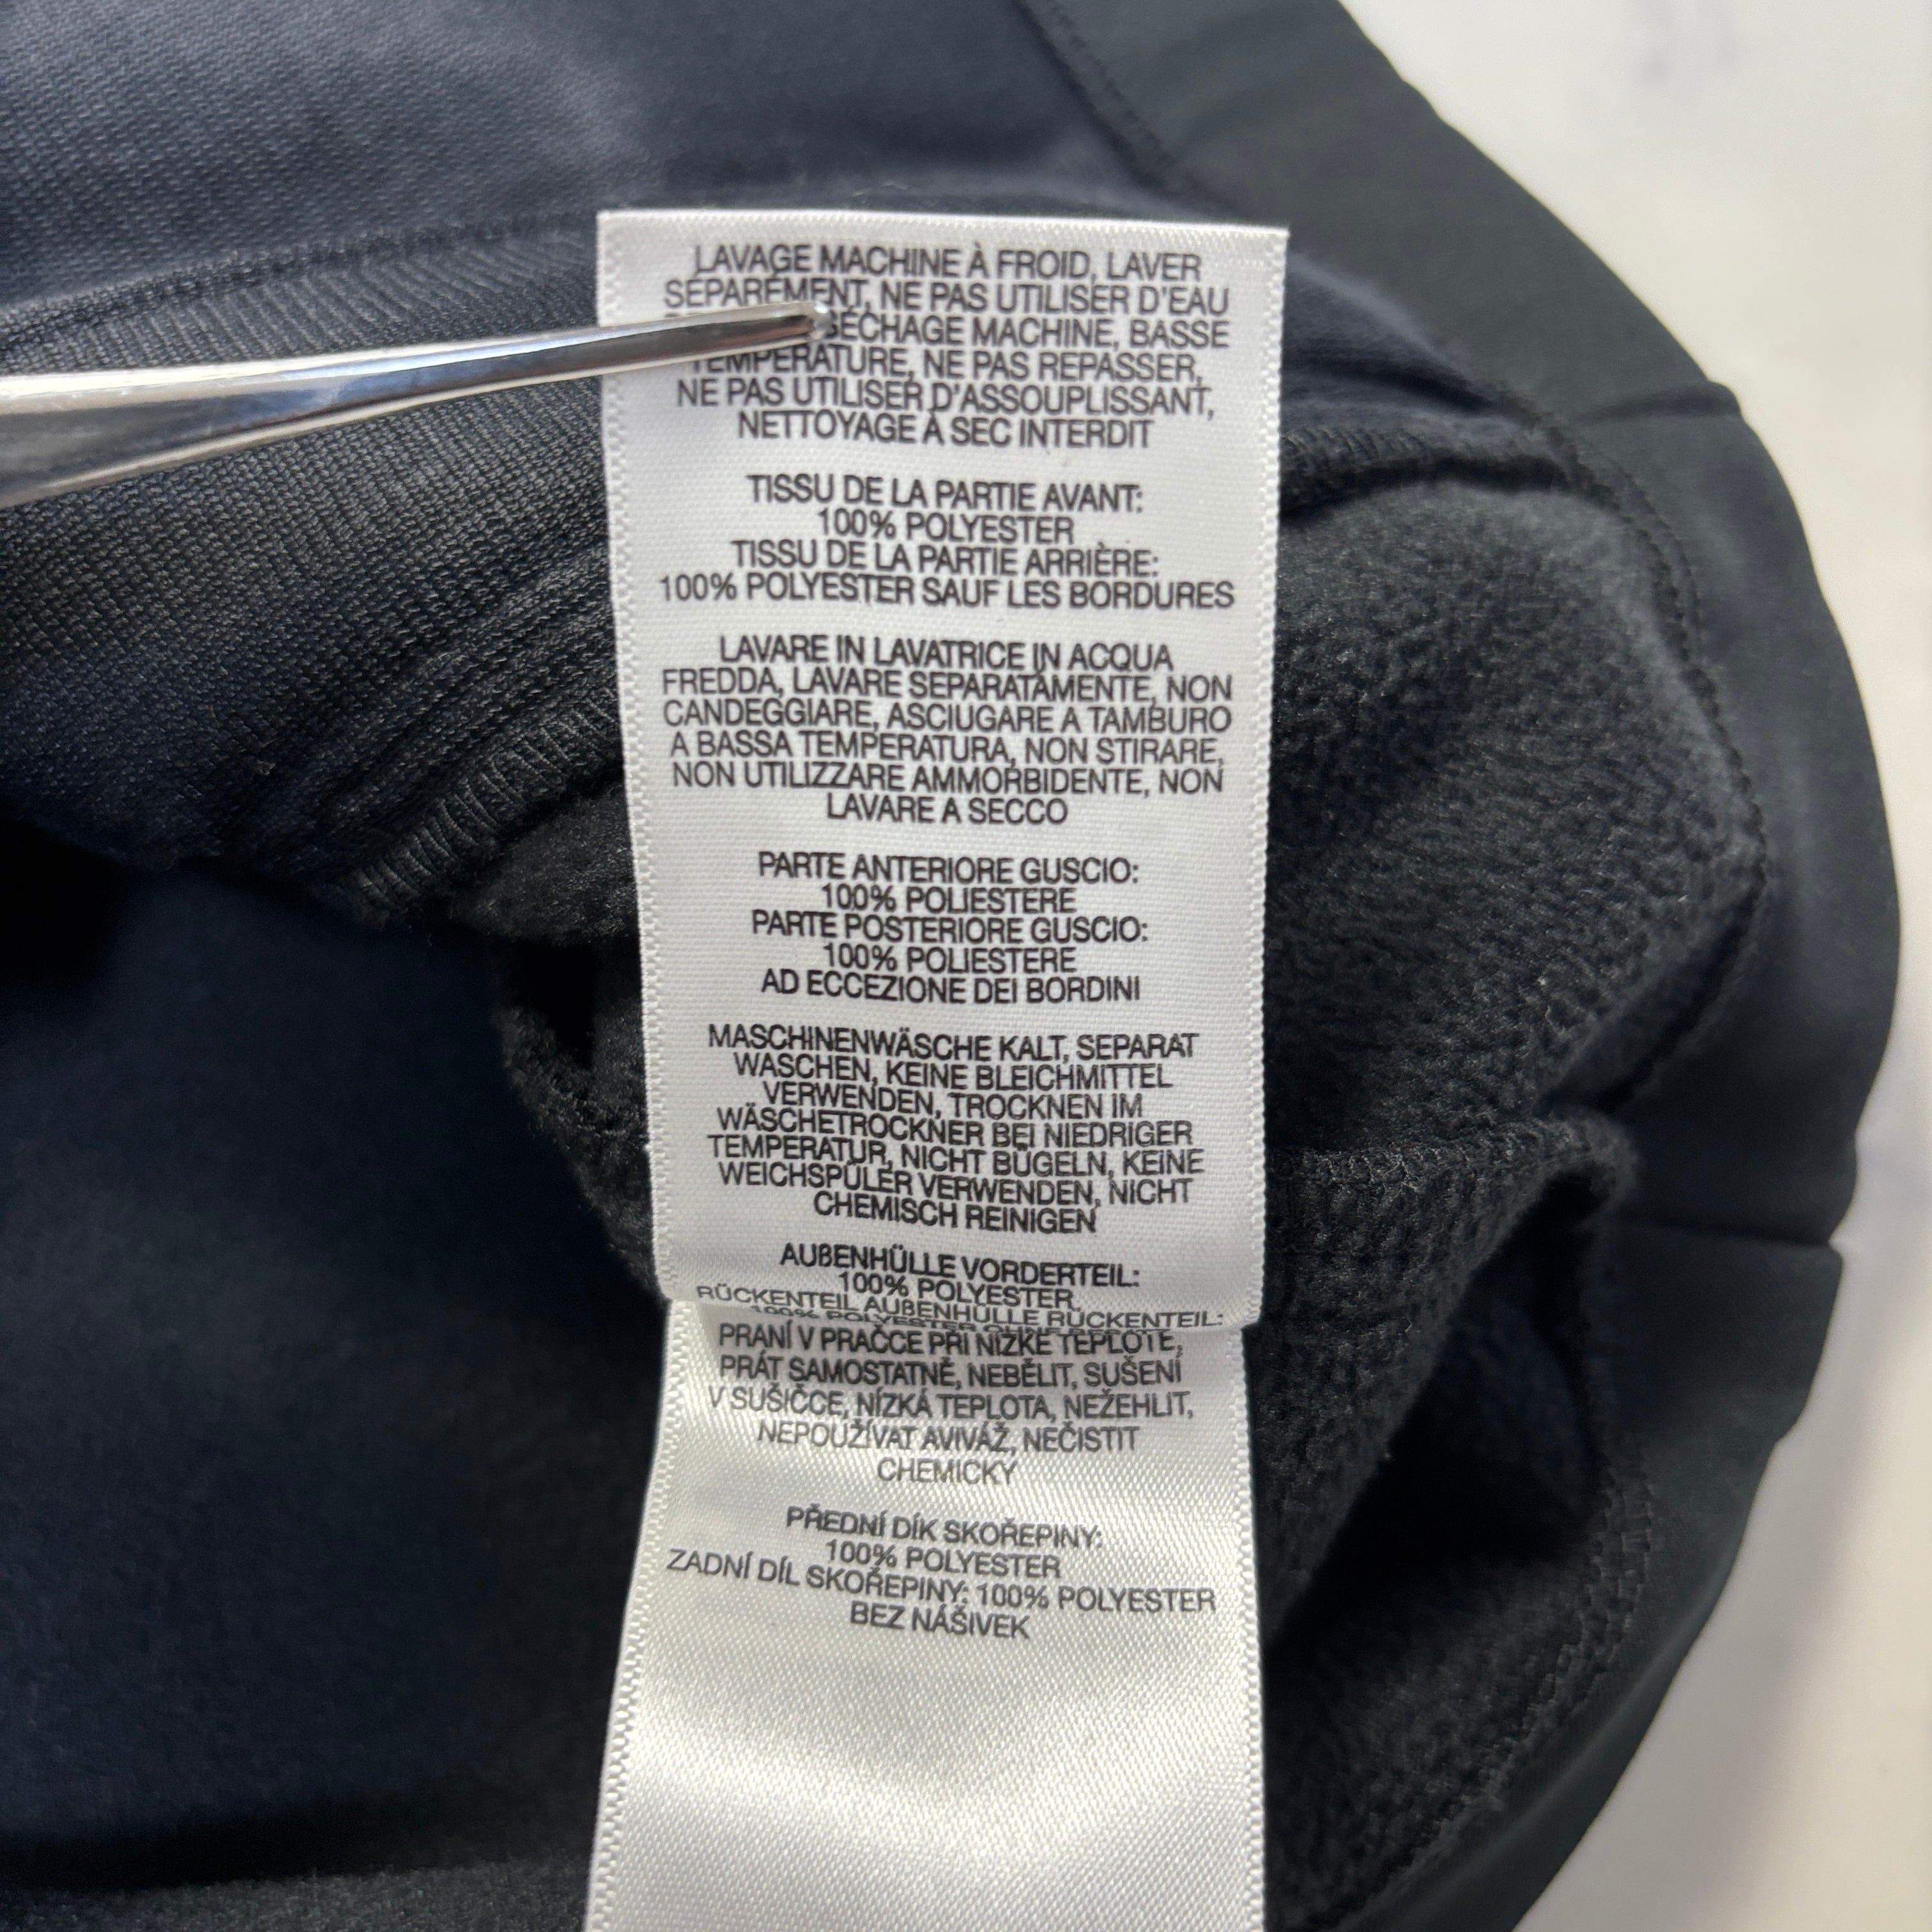 LAVAGE MACHINE À FROID, LAVER
SÉPARÉMENT, NE PAS UTILISER D'EAU
SÉCHAGE MACHINE, BASSE
TEMPÉRATURE, NE PAS REPASSER,
NE PAS UTILISER D'ASSOUPLISSANT,
NETTOYAGE À SEC INTERDIT
TISSU DE LA PARTIE AVANT:
100% POLYESTER
TISSU DE LA PARTIE ARRIÈRE:
100% POLYESTER SAUF LES BORDURES
LAVARE IN LAVATRICE IN ACQUA
FREDDA, LAVARE SEPARATAMENTE, NON
CANDEGGIARE, ASCIUGARE A TAMBURO
A BASSA TEMPERATURA, NON STIRARE,
NON UTILIZZARE AMMORBIDENTE, NON
LAVARE A SECCO
PARTE ANTERIORE GUSCIO:
100% POLIESTERE
PARTE POSTERIORE GUSCIO:
100% POLIESTERE
AD ECCEZIONE DEI BORDINI
MASCHINENWÄSCHE KALT, SEPARAT
WASCHEN, KEINE BLEICHMITTEL
VERWENDEN, TROCKNEN IM
WÄSCHETROCKNER BEI NIEDRIGER
TEMPERATUR, NICHT BÜGELN, KEINE
WEICHSPÜLER VERWENDEN, NICHT
CHEMISCH REINIGEN
AUßENHÜLLE VORDERTEIL:
100% POLYESTER
RÜCKENTEIL AUßENHÜLLE RÜCKENTEIL:
100% POLYESTER OHNE
PRANÍ V PRAČCE PŘI NÍZKÉ TEPLOTĚ,
PRÁT SAMOSTATNĚ, NEBĚLIT, SUŠENÍ
V SUŠIČCE, NÍZKÁ TEPLOTA, NEŽEHLIT,
NEPOUŽÍVAT AVIVÁŽ, NEČISTIT
CHEMICKY
PŘEDNÍ DÍK SKOŘEPINY:
100% POLYESTER
ZADNÍ DÍL SKOŘEPINY: 100% POLYESTER
BEZ NÁŠIVEK